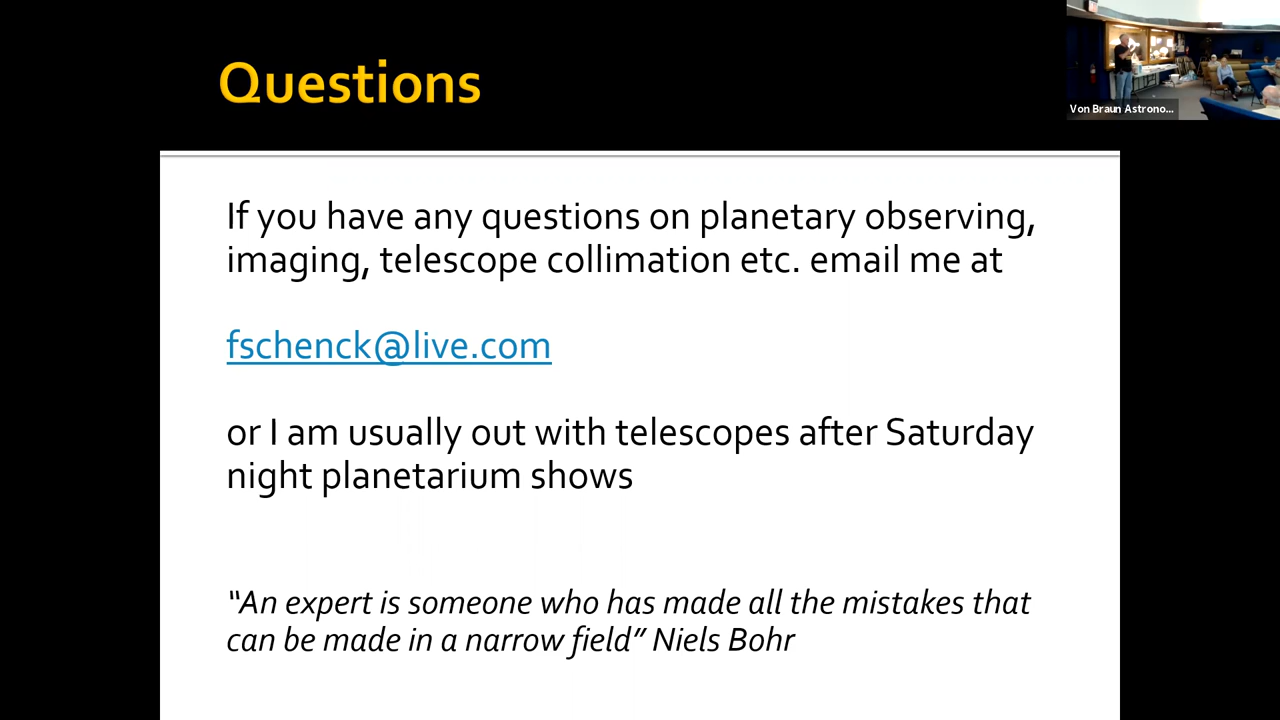 Questions
Von Braun Astrono...
If you have any questions on planetary observing,
imaging, telescope collimation etc. email me at
fschenck@live.com
or I am usually out with telescopes after Saturday
night planetarium shows
“An expert is someone who has made all the mistakes that
can be made in a narrow field” Niels Bohr